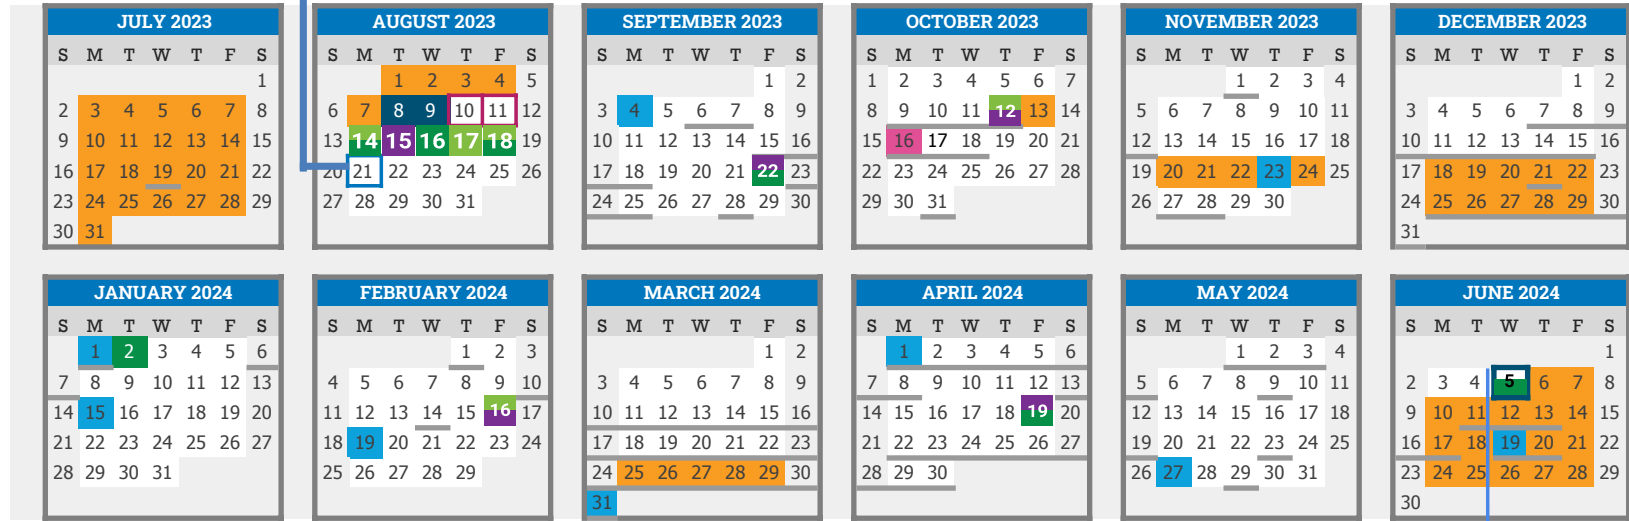 JULY 2023
S M T W T F S
1
2 3 4 5 6 7 8
9 10 11 12 13 14 15
16 17 18 19 20 21 22
23 24 25 26 27 28 29
30 31
AUGUST 2023
S M T W T F S
1 2 3 4 5
6 7 8 9 10 11 12
13 14 15 16 17 18 19
20 21 22 23 24 25 26
27 28 29 30 31
SEPTEMBER 2023
S M T W T F S
1 2
3 4 5 6 7 8 9
10 11 12 13 14 15 16
17 18 19 20 21 22 23
24 25 26 27 28 29 30
OCTOBER 2023
S M T W T F S
1 2 3 4 5 6 7
8 9 10 11 12 13 14
15 16 17 18 19 20 21
22 23 24 25 26 27 28
29 30 31
NOVEMBER 2023
S M T W T F S
1 2 3 4
5 6 7 8 9 10 11
12 13 14 15 16 17 18
19 20 21 22 23 24 25
26 27 28 29 30
DECEMBER 2023
S M T W T F S
1 2
3 4 5 6 7 8 9
10 11 12 13 14 15 16
17 18 19 20 21 22 23
24 25 26 27 28 29 30
31
JANUARY 2024
S M T W T F S
1 2 3 4 5 6
7 8 9 10 11 12 13
14 15 16 17 18 19 20
21 22 23 24 25 26 27
28 29 30 31
FEBRUARY 2024
S M T W T F S
1 2 3
4 5 6 7 8 9 10
11 12 13 14 15 16 17
18 19 20 21 22 23 24
25 26 27 28 29
MARCH 2024
S M T W T F S
1 2
3 4 5 6 7 8 9
10 11 12 13 14 15 16
17 18 19 20 21 22 23
24 25 26 27 28 29 30
31
APRIL 2024
S M T W T F S
1 2 3 4 5 6
7 8 9 10 11 12 13
14 15 16 17 18 19 20
21 22 23 24 25 26 27
28 29 30
MAY 2024
S M T W T F S
1 2 3 4
5 6 7 8 9 10 11
12 13 14 15 16 17 18
19 20 21 22 23 24 25
26 27 28 29 30 31
JUNE 2024
S M T W T F S
1
2 3 4 5 6 7 8
9 10 11 12 13 14 15
16 17 18 19 20 21 22
23 24 25 26 27 28 29
30